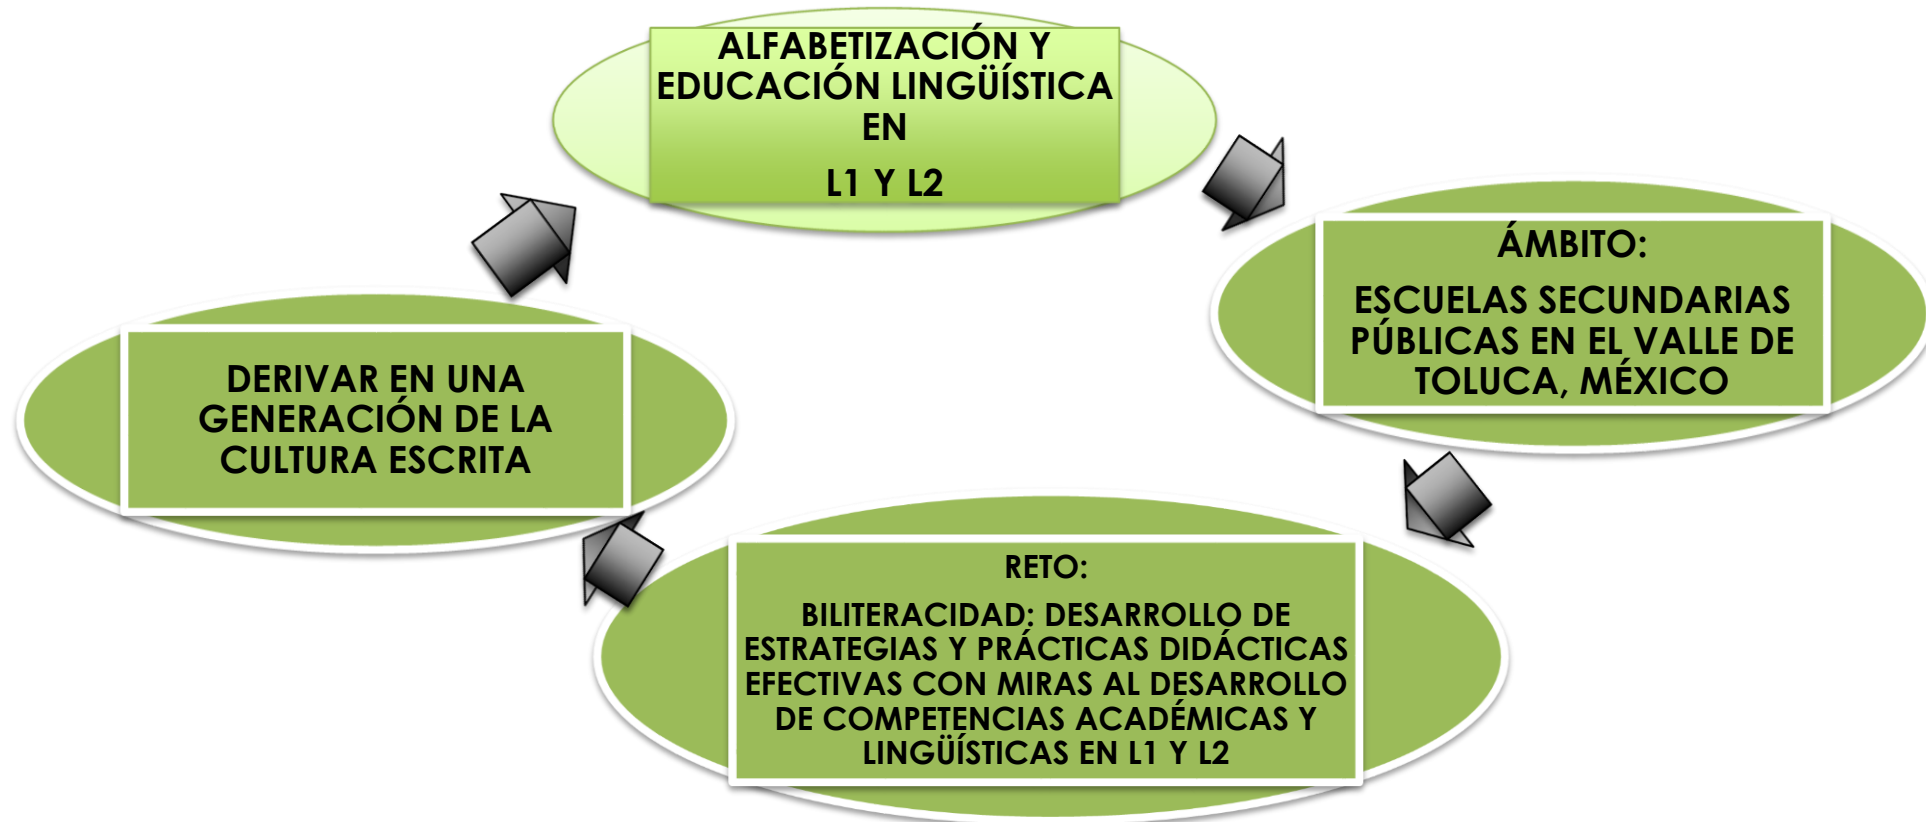 ALFABETIZACIÓN Y
EDUCACIÓN LINGÜÍSTICA
EN
L1 Y L2
ÁMBITO:
ESCUELAS SECUNDARIAS
PÚBLICAS EN EL VALLE DE
TOLUCA, MÉXICO
RETO:
BILITERACIDAD: DESARROLLO DE
ESTRATEGIAS Y PRÁCTICAS DIDÁCTICAS
EFECTIVAS CON MIRAS AL DESARROLLO
DE COMPETENCIAS ACADÉMICAS Y
LINGÜÍSTICAS EN L1 Y L2
DERIVAR EN UNA
GENERACIÓN DE LA
CULTURA ESCRITA